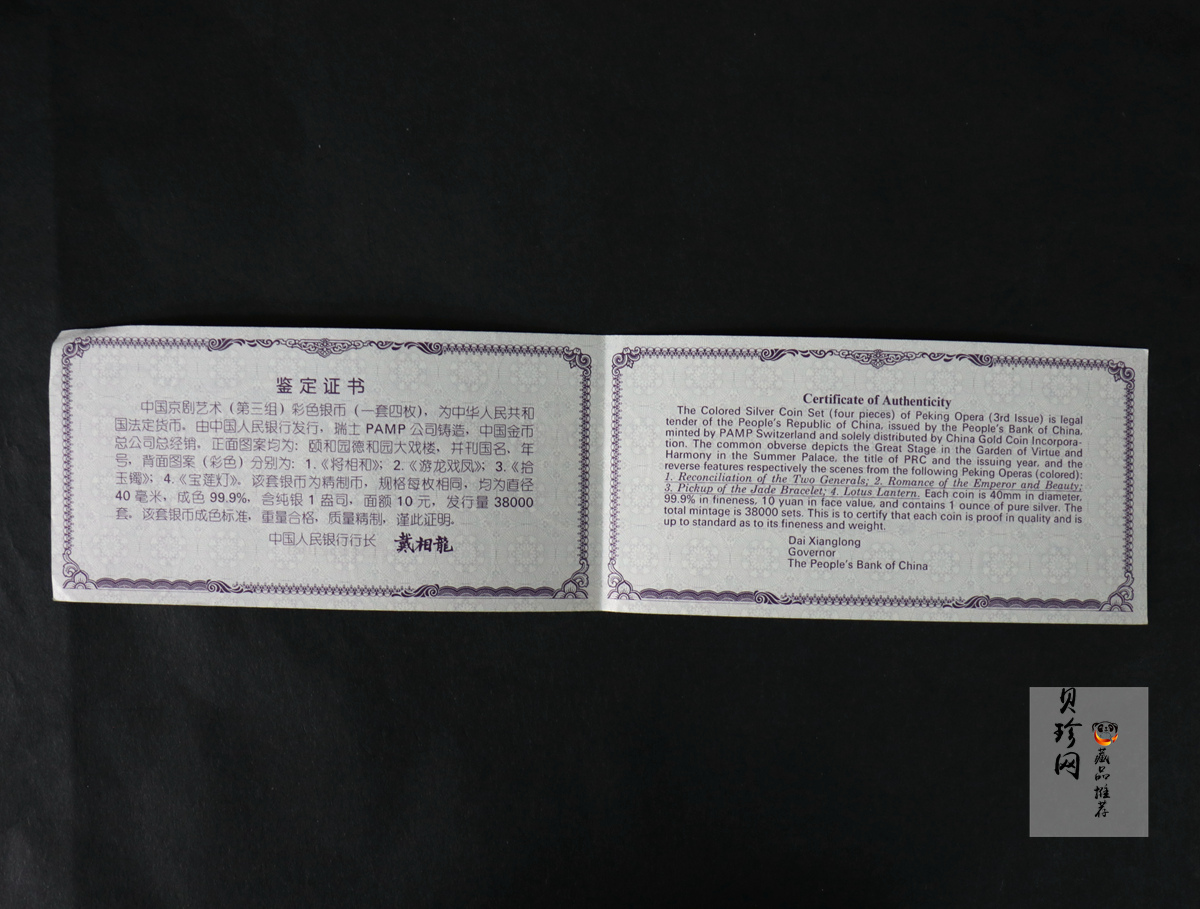 鉴定证书
中国京剧艺术（第三组）彩色银币（一套四枚），为中华人民共和
国法定货币，由中国人民银行发行，瑞士 PAMP 公司铸造，中国金币
总公司总经销，正面图案均为：颐和园德和园大戏楼，并刊国名，年
号，背面图案（彩色）分别为：1.《将相和》；2.《游龙戏凤》；3.《拾
玉镯》；4.《宝莲灯》。该套银币为精制币，规格每枚相同，均为直径
40 毫米，成色 99.9%，含纯银 1 盎司，面额 10 元，发行量 38000
套，该套银币成色标准，重量合格，质量精制，谨此证明。
中国人民银行行长 戴相龍
Certificate of Authenticity
The Colored Silver Coin Set (four pieces) of Peking Opera (3rd Issue) is legal
tender of the People's Republic of China, issued by the People's Bank of China,
minted by PAMP Switzerland and solely distributed by China Gold Coin Incorpora-
tion. The common obverse depicts the Great Stage in the Garden of Virtue and
Harmony in the Summer Palace, the title of PRC and the issuing year, and the
reverse features respectively the scenes from the following Peking Operas (colored):
1. Reconciliation of the Two Generals; 2. Romance of the Emperor and Beauty;
3. Pickup of the Jade Bracelet; 4. Lotus Lantern. Each coin is 40mm in diameter,
99.9% in fineness, 10 yuan in face value, and contains 1 ounce of pure silver. The
total mintage is 38000 sets. This is to certify that each coin is proof in quality and is
up to standard as to its fineness and weight.
Dai Xianglong
Governor
The People's Bank of China
贝珍网
藏品推荐